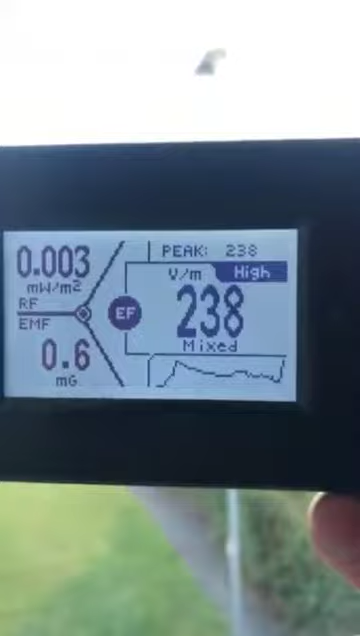 0.003
mW/m²
RF
EMF
0.6
mG
EF
PEAK: 238
V/m High
238
Mixed